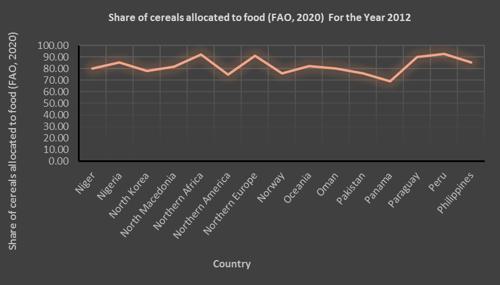 Share of cereals allocated to food (FAO, 2020) For the Year 2012
Share of cereals allocated to food (FAO, 2020)
100.00
90.00
80.00
70.00
60.00
50.00
40.00
30.00
20.00
10.00
0.00
Niger
Nigeria
North Korea
North Macedonia
Northern Africa
Northern America
Northern Europe
Norway
Oceania
Oman
Pakistan
Panama
Paraguay
Peru
Philippines
Country